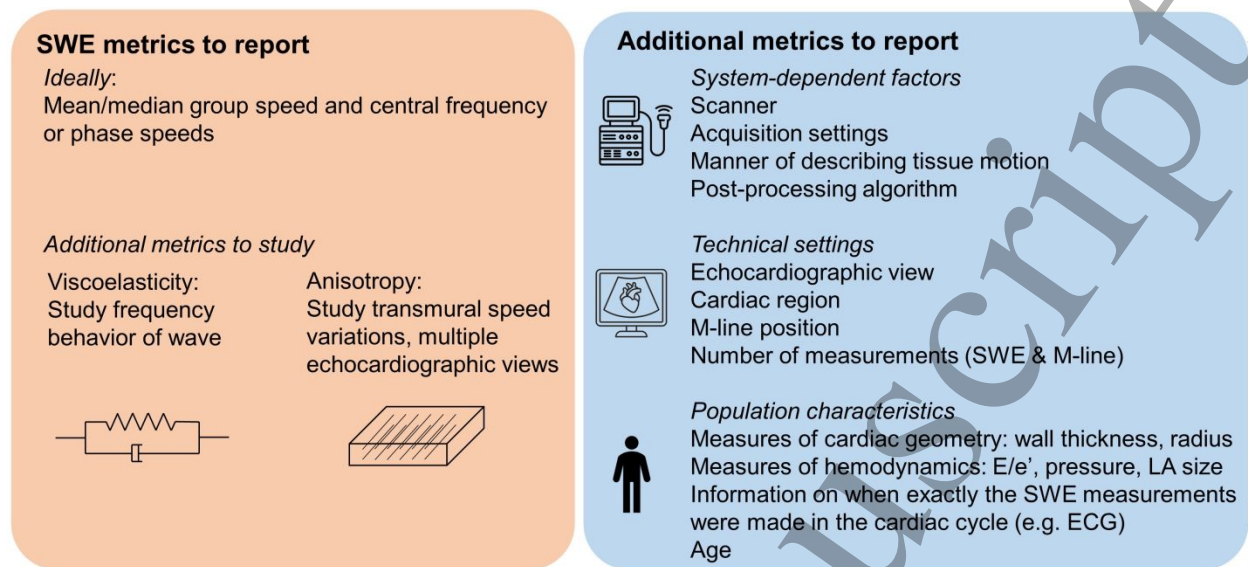 SWE metrics to report
Ideally:
Mean/median group speed and central frequency
or phase speeds
Additional metrics to study
Viscoelasticity:
Study frequency
behavior of wave
Anisotropy:
Study transmural speed
variations, multiple
echocardiographic views
Additional metrics to report
System-dependent factors
Scanner
Acquisition settings
Manner of describing tissue motion
Post-processing algorithm
Technical settings
Echocardiographic view
Cardiac region
M-line position
Number of measurements (SWE & M-line)
Population characteristics
Measures of cardiac geometry: wall thickness, radius
Measures of hemodynamics: E/e’, pressure, LA size
Information on when exactly the SWE measurements
were made in the cardiac cycle (e.g. ECG)
Age
uscript